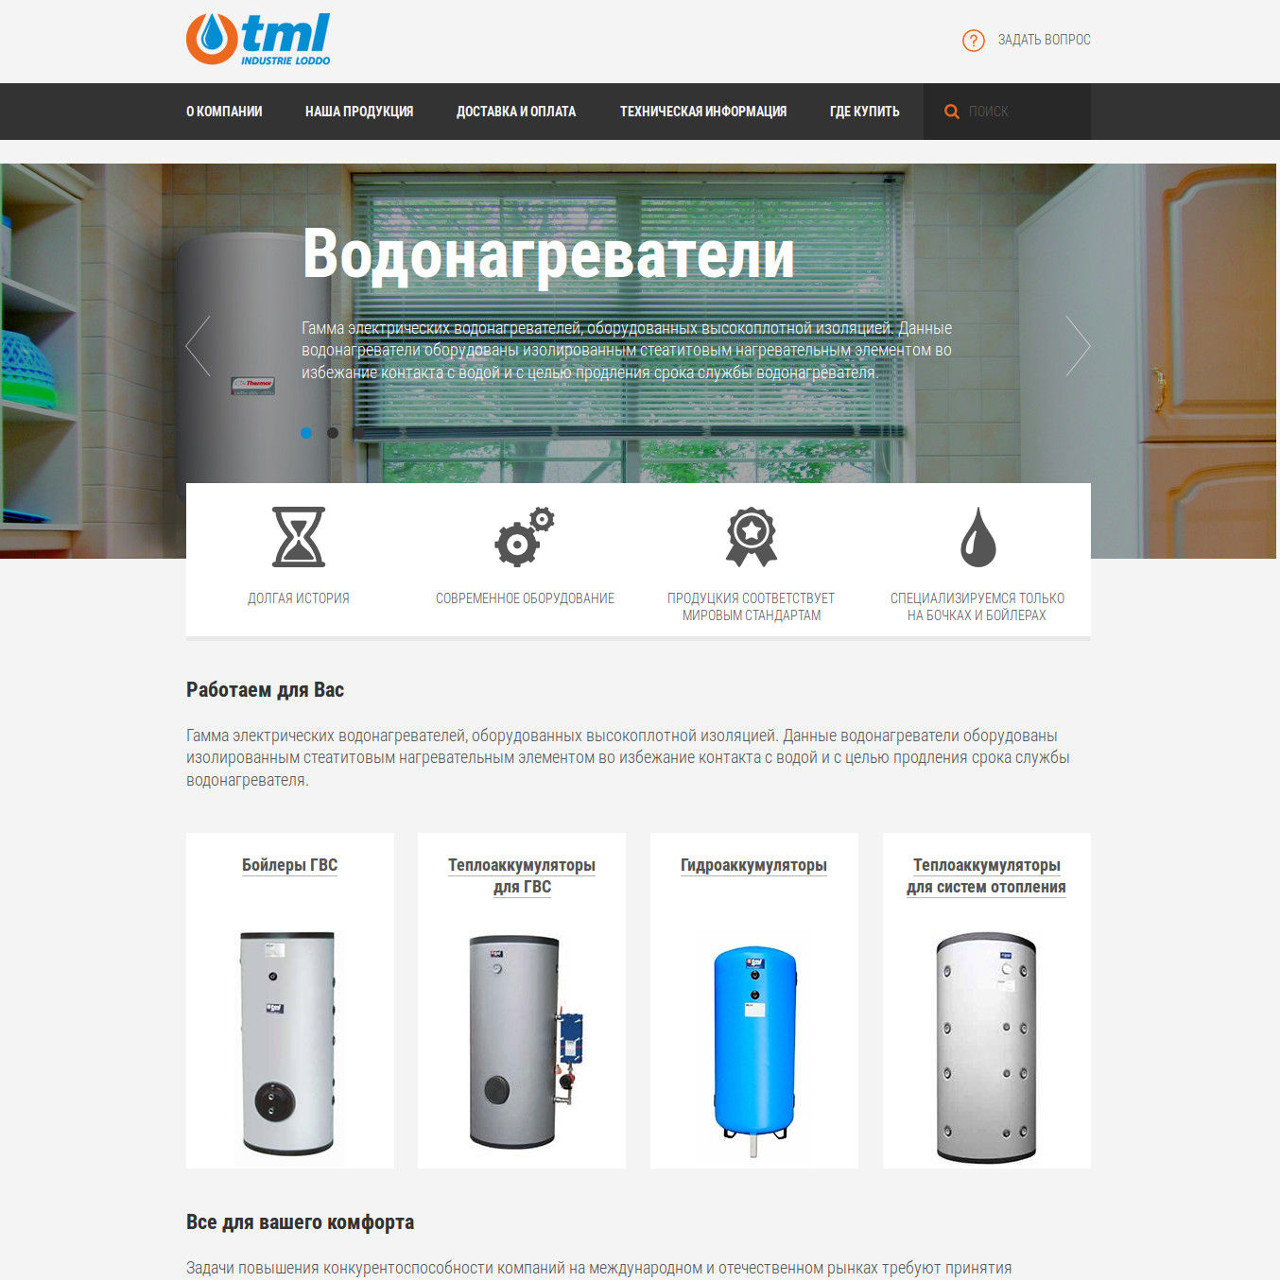 tml
INDUSTRIE LODDO
ЗАДАТЬ ВОПРОС
О КОМПАНИИ
НАША ПРОДУКЦИЯ
ДОСТАВКА И ОПЛАТА
ТЕХНИЧЕСКАЯ ИНФОРМАЦИЯ
ГДЕ КУПИТЬ
ПОИСК
Водонагреватели
Гамма электрических водонагревателей, оборудованных высокоплотной изоляцией. Данные
водонагреватели оборудованы изолированным стеатитовым нагревательным элементом во
избежание контакта с водой и с целью продления срока службы водонагревателя.
Thermor
ДОЛГАЯ ИСТОРИЯ
СОВРЕМЕННОЕ ОБОРУДОВАНИЕ
ПРОДУЦКИЯ СООТВЕТСТВУЕТ
МИРОВЫМ СТАНДАРТАМ
СПЕЦИАЛИЗИРУЕМСЯ ТОЛЬКО
НА БОЧКАХ И БОЙЛЕРАХ
Работаем для Вас
Гамма электрических водонагревателей, оборудованных высокоплотной изоляцией. Данные водонагреватели оборудованы
изолированным стеатитовым нагревательным элементом во избежание контакта с водой и с целью продления срока службы
водонагревателя.
Бойлеры ГВС
Теплоаккумуляторы
для ГВС
Гидроаккумуляторы
Теплоаккумуляторы
для систем отопления
tml
tml
Все для вашего комфорта
Задачи повышения конкурентоспособности компаний на международном и отечественном рынках требуют принятия